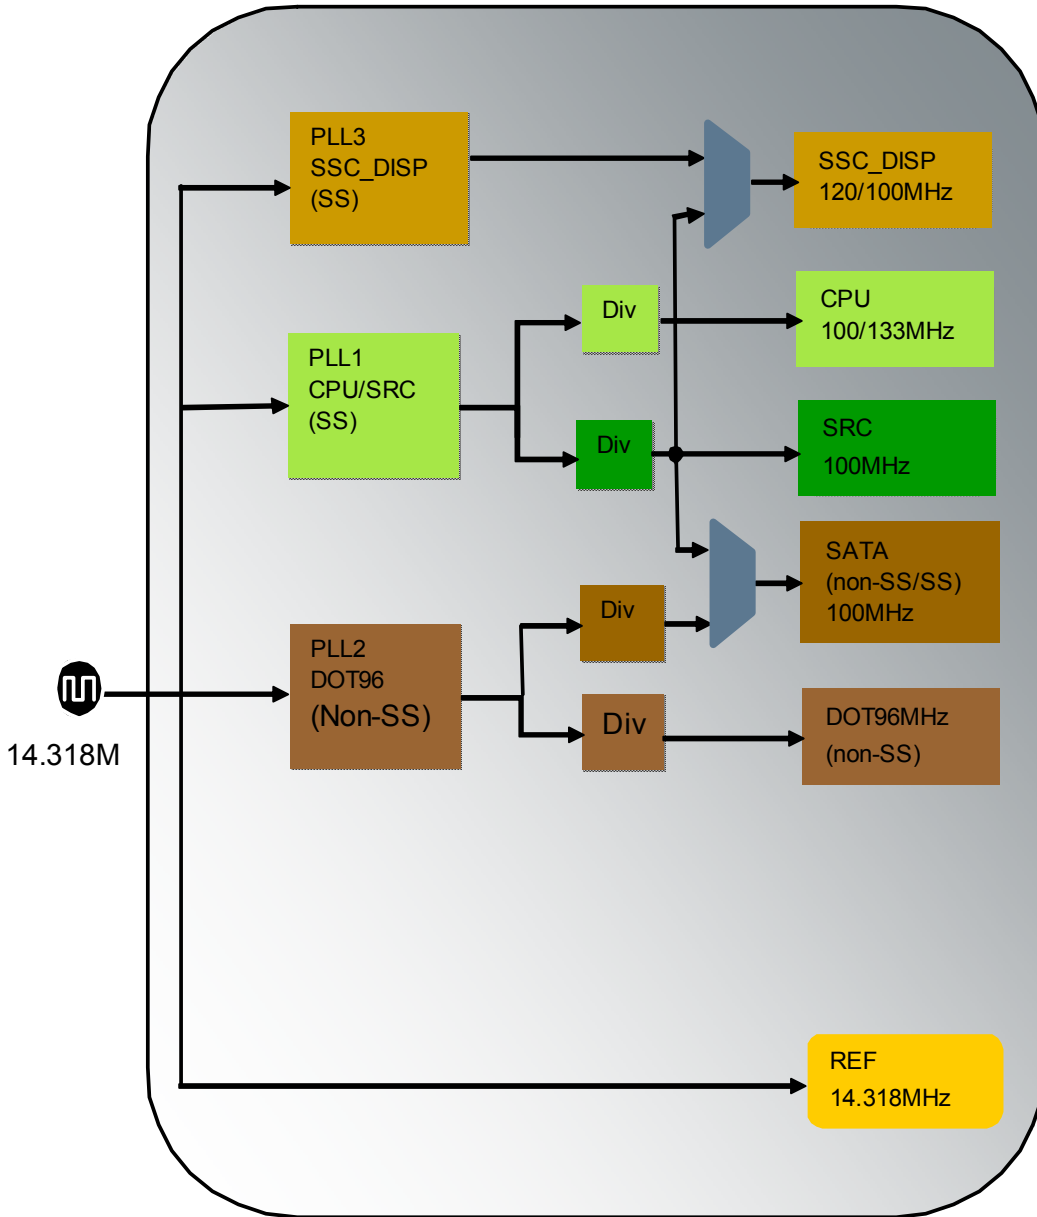 PLL3
SSC_DISP
(SS)
SSC_DISP
120/100MHz
Div
CPU
100/133MHz
PLL1
CPU/SRC
(SS)
Div
SRC
100MHz
SATA
(non-SS/SS)
100MHz
Div
PLL2
DOT96
(Non-SS)
Div
DOT96MHz
(non-SS)
14.318M
REF
14.318MHz